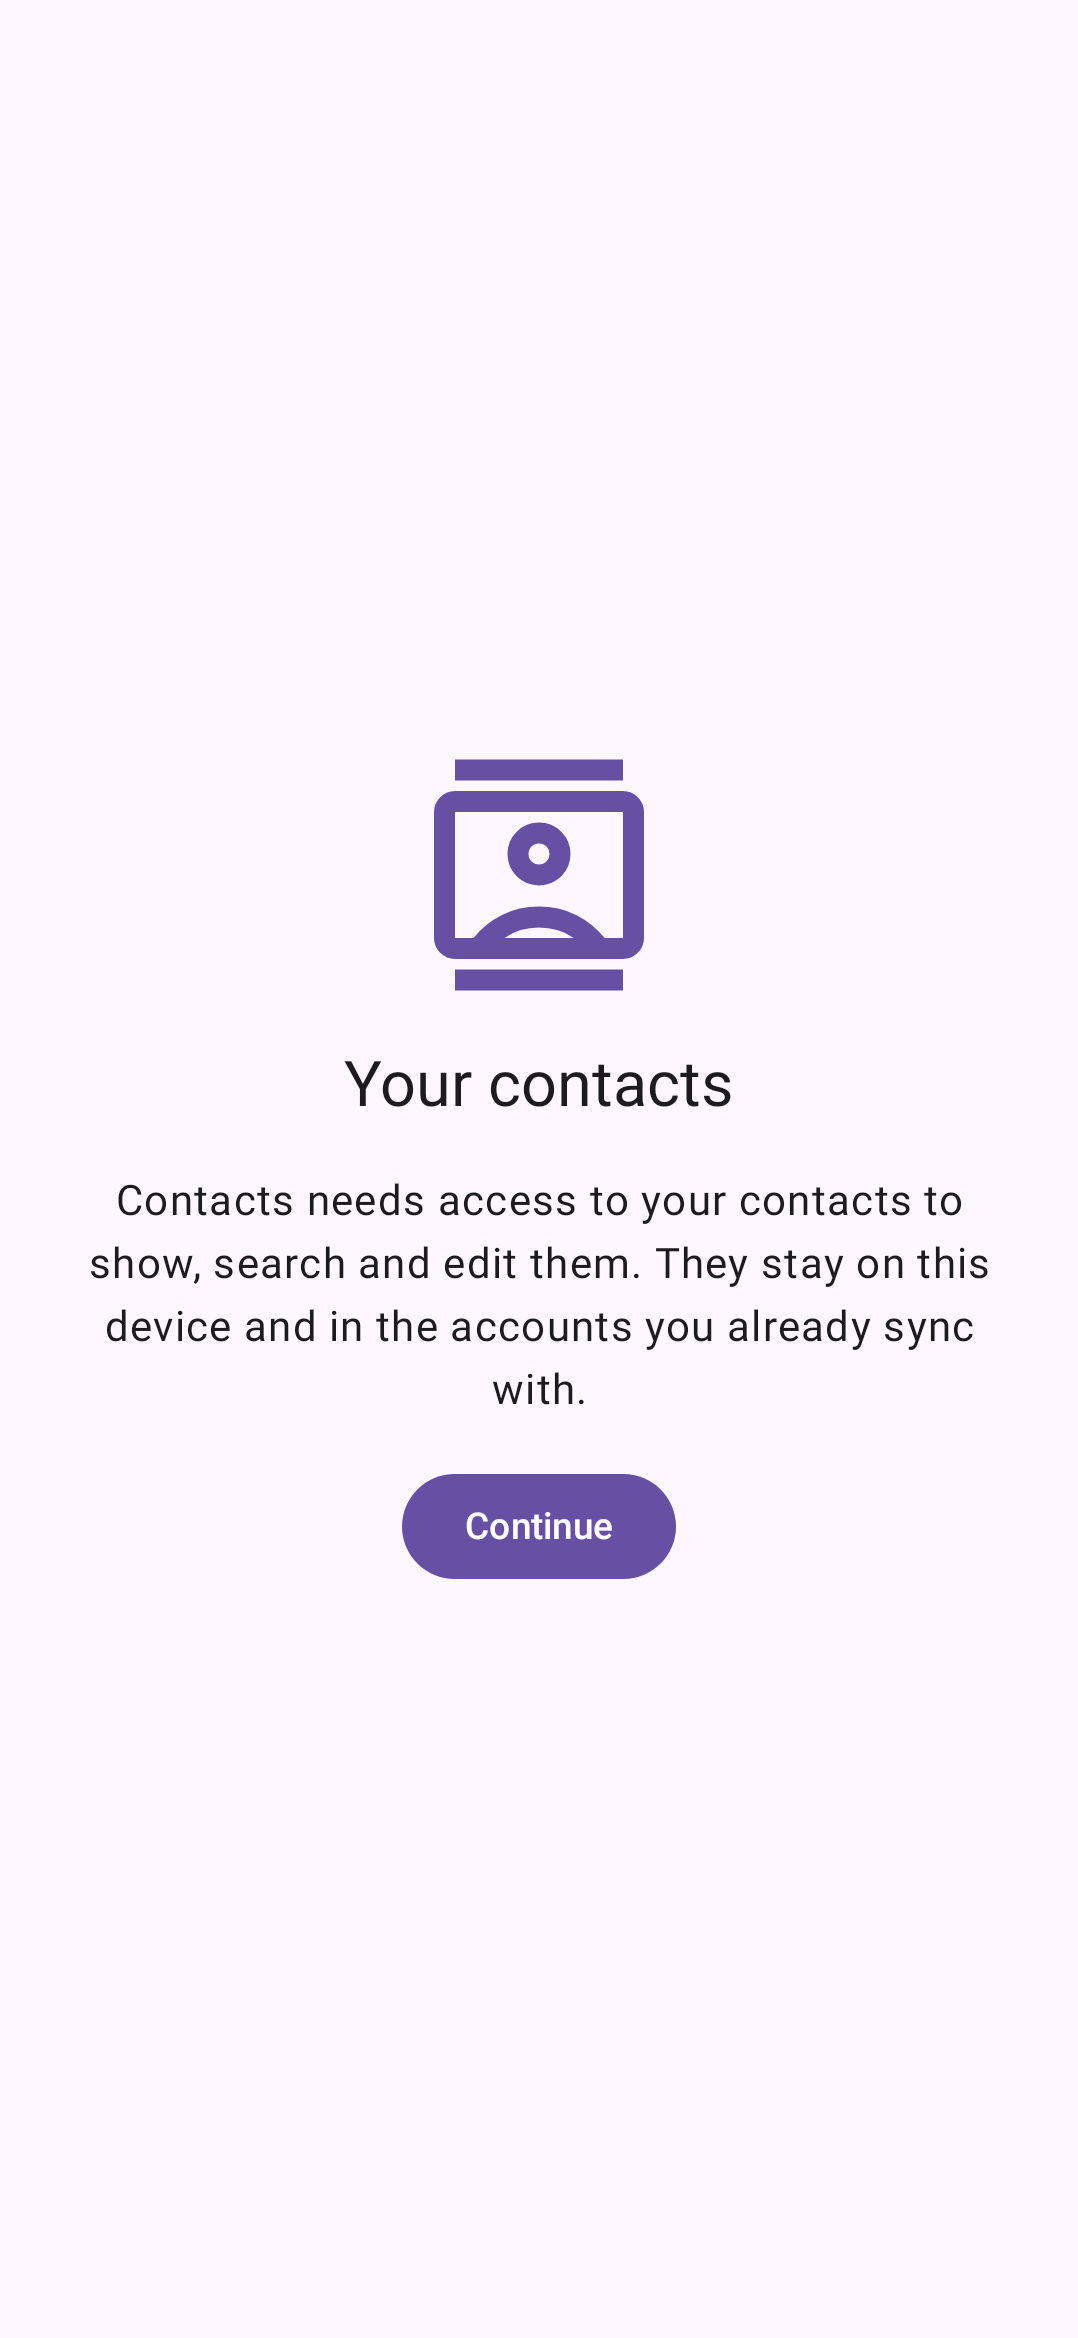 Your contacts
Contacts needs access to your contacts to
show, search and edit them. They stay on this
device and in the accounts you already sync
with.
Continue